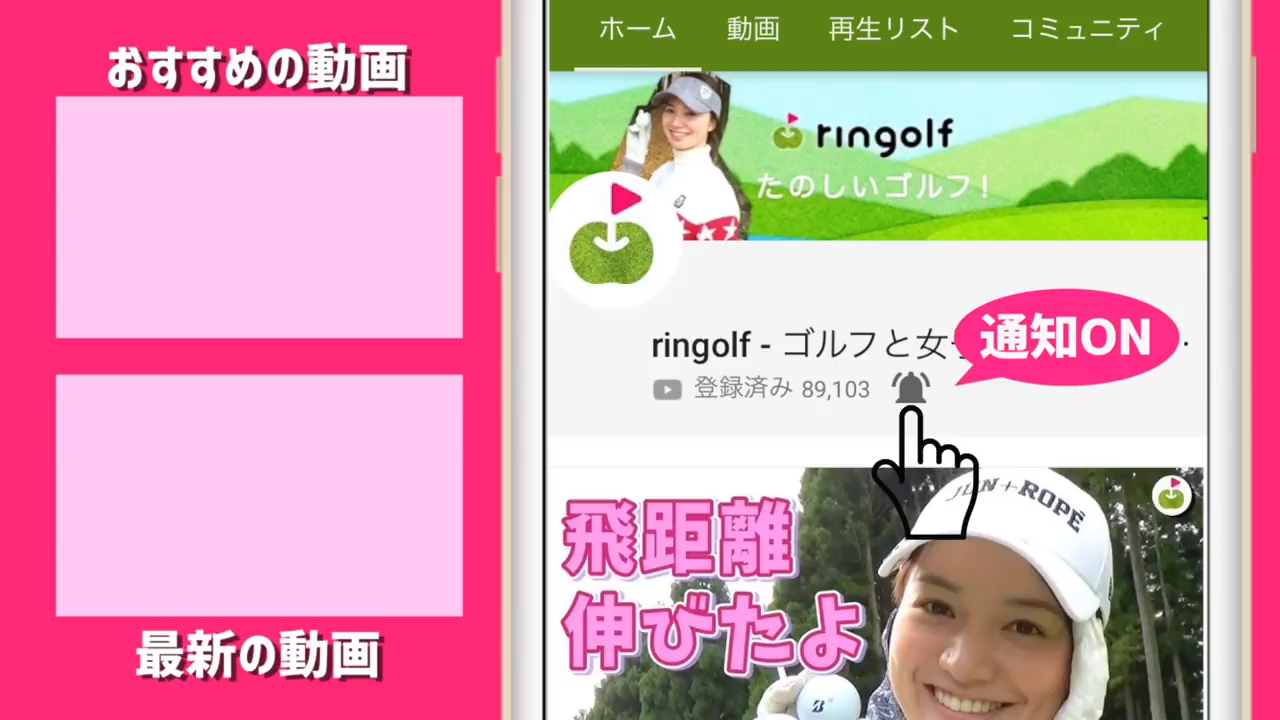 おすすめの動画
最新の動画
ホーム 動画 再生リスト コミュニティ
ringolf
たのしいゴルフ!
ringolf - ゴルフと女
通知ON
登録済み 89,103
飛距離
伸びたよ
JUN+ROPÉ
B